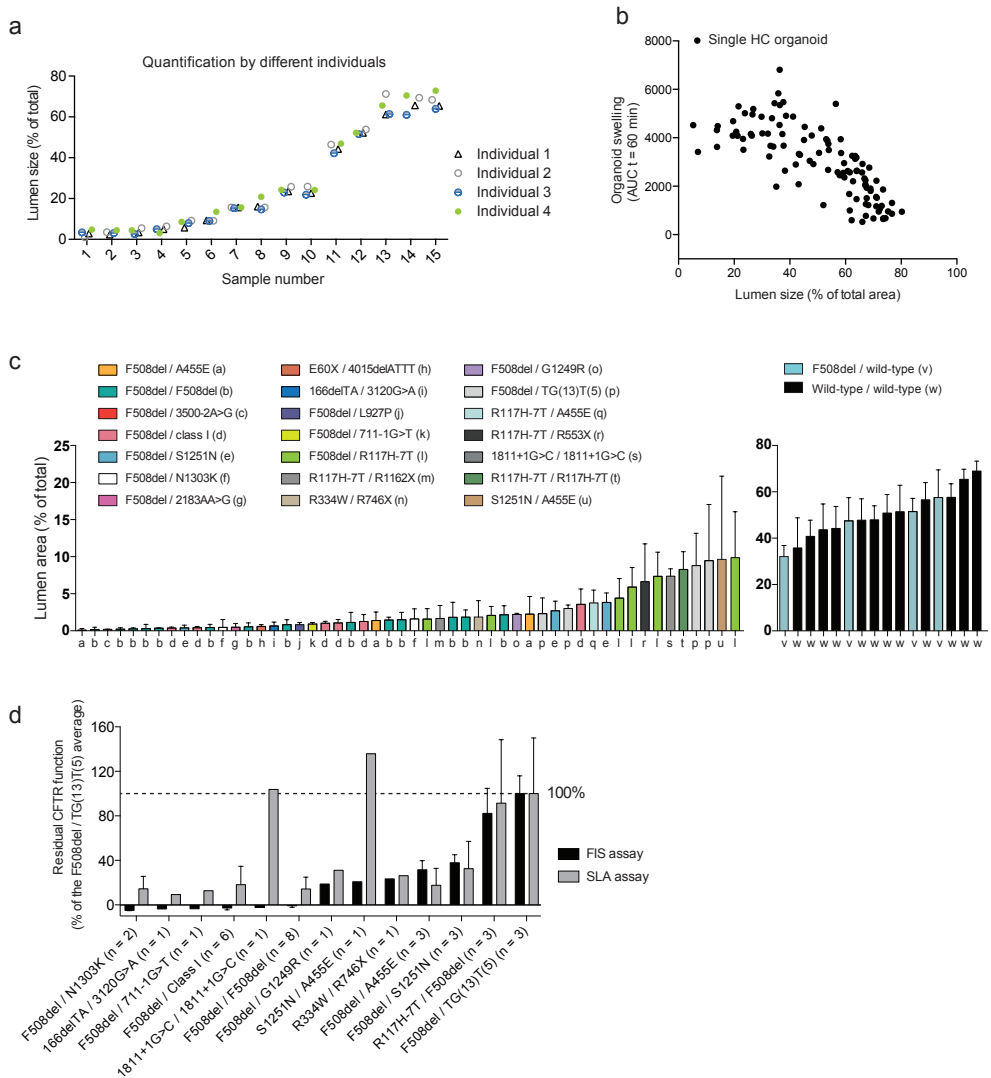 a
Quantification by different individuals
Lumen size (% of total)
80
60
40
20
0
1 2 3 4 5 6 7 8 9 10 11 12 13 14 15
Sample number
Individual 1
Individual 2
Individual 3
Individual 4
b
Organoid swelling
(AUC t = 60 min)
8000
6000
4000
2000
0
Single HC organoid
0 20 40 60 80 100
Lumen size (% of total area)
c
F508del / A455E (a)
F508del / F508del (b)
F508del / 3500-2A>G (c)
F508del / class I (d)
F508del / S1251N (e)
F508del / N1303K (f)
F508del / 2183AA>G (g)
E60X / 4015delATTT (h)
166delTA / 3120G>A (i)
F508del / L927P (j)
F508del / 711-1G>T (k)
F508del / R117H-7T (l)
R117H-7T / R1162X (m)
R334W / R746X (n)
F508del / G1249R (o)
F508del / TG(13)T(5) (p)
R117H-7T / A455E (q)
R117H-7T / R553X (r)
1811+1G>C / 1811+1G>C (s)
R117H-7T / R117H-7T (t)
S1251N / A455E (u)
F508del / wild-type (v)
Wild-type / wild-type (w)
Lumen area (% of total)
25
20
15
10
5
0
a b c b b b b d e d b f g b h i b j k d d b d a b b f l m b b n l b o a p e p d q e l l r l s t p p u l
80
60
40
20
0
v w w w w v w w w w v w v w w w
d
Residual CFTR function
(% of the F508del / TG(13)T(5) average)
160
120
80
40
0
100%
FIS assay
SLA assay
F508del / N1303K (n = 2)
166delTA / 3120G>A (n = 1)
F508del / 711-1G>T (n = 1)
F508del / Class I (n = 6)
1811+1G>C / 1811+1G>C (n = 1)
F508del / F508del (n = 8)
F508del / G1249R (n = 1)
S1251N / A455E (n = 1)
R334W / R746X (n = 1)
F508del / A455E (n = 3)
F508del / S1251N (n = 3)
R117H-7T / F508del (n = 3)
F508del / TG(13)T(5) (n = 3)